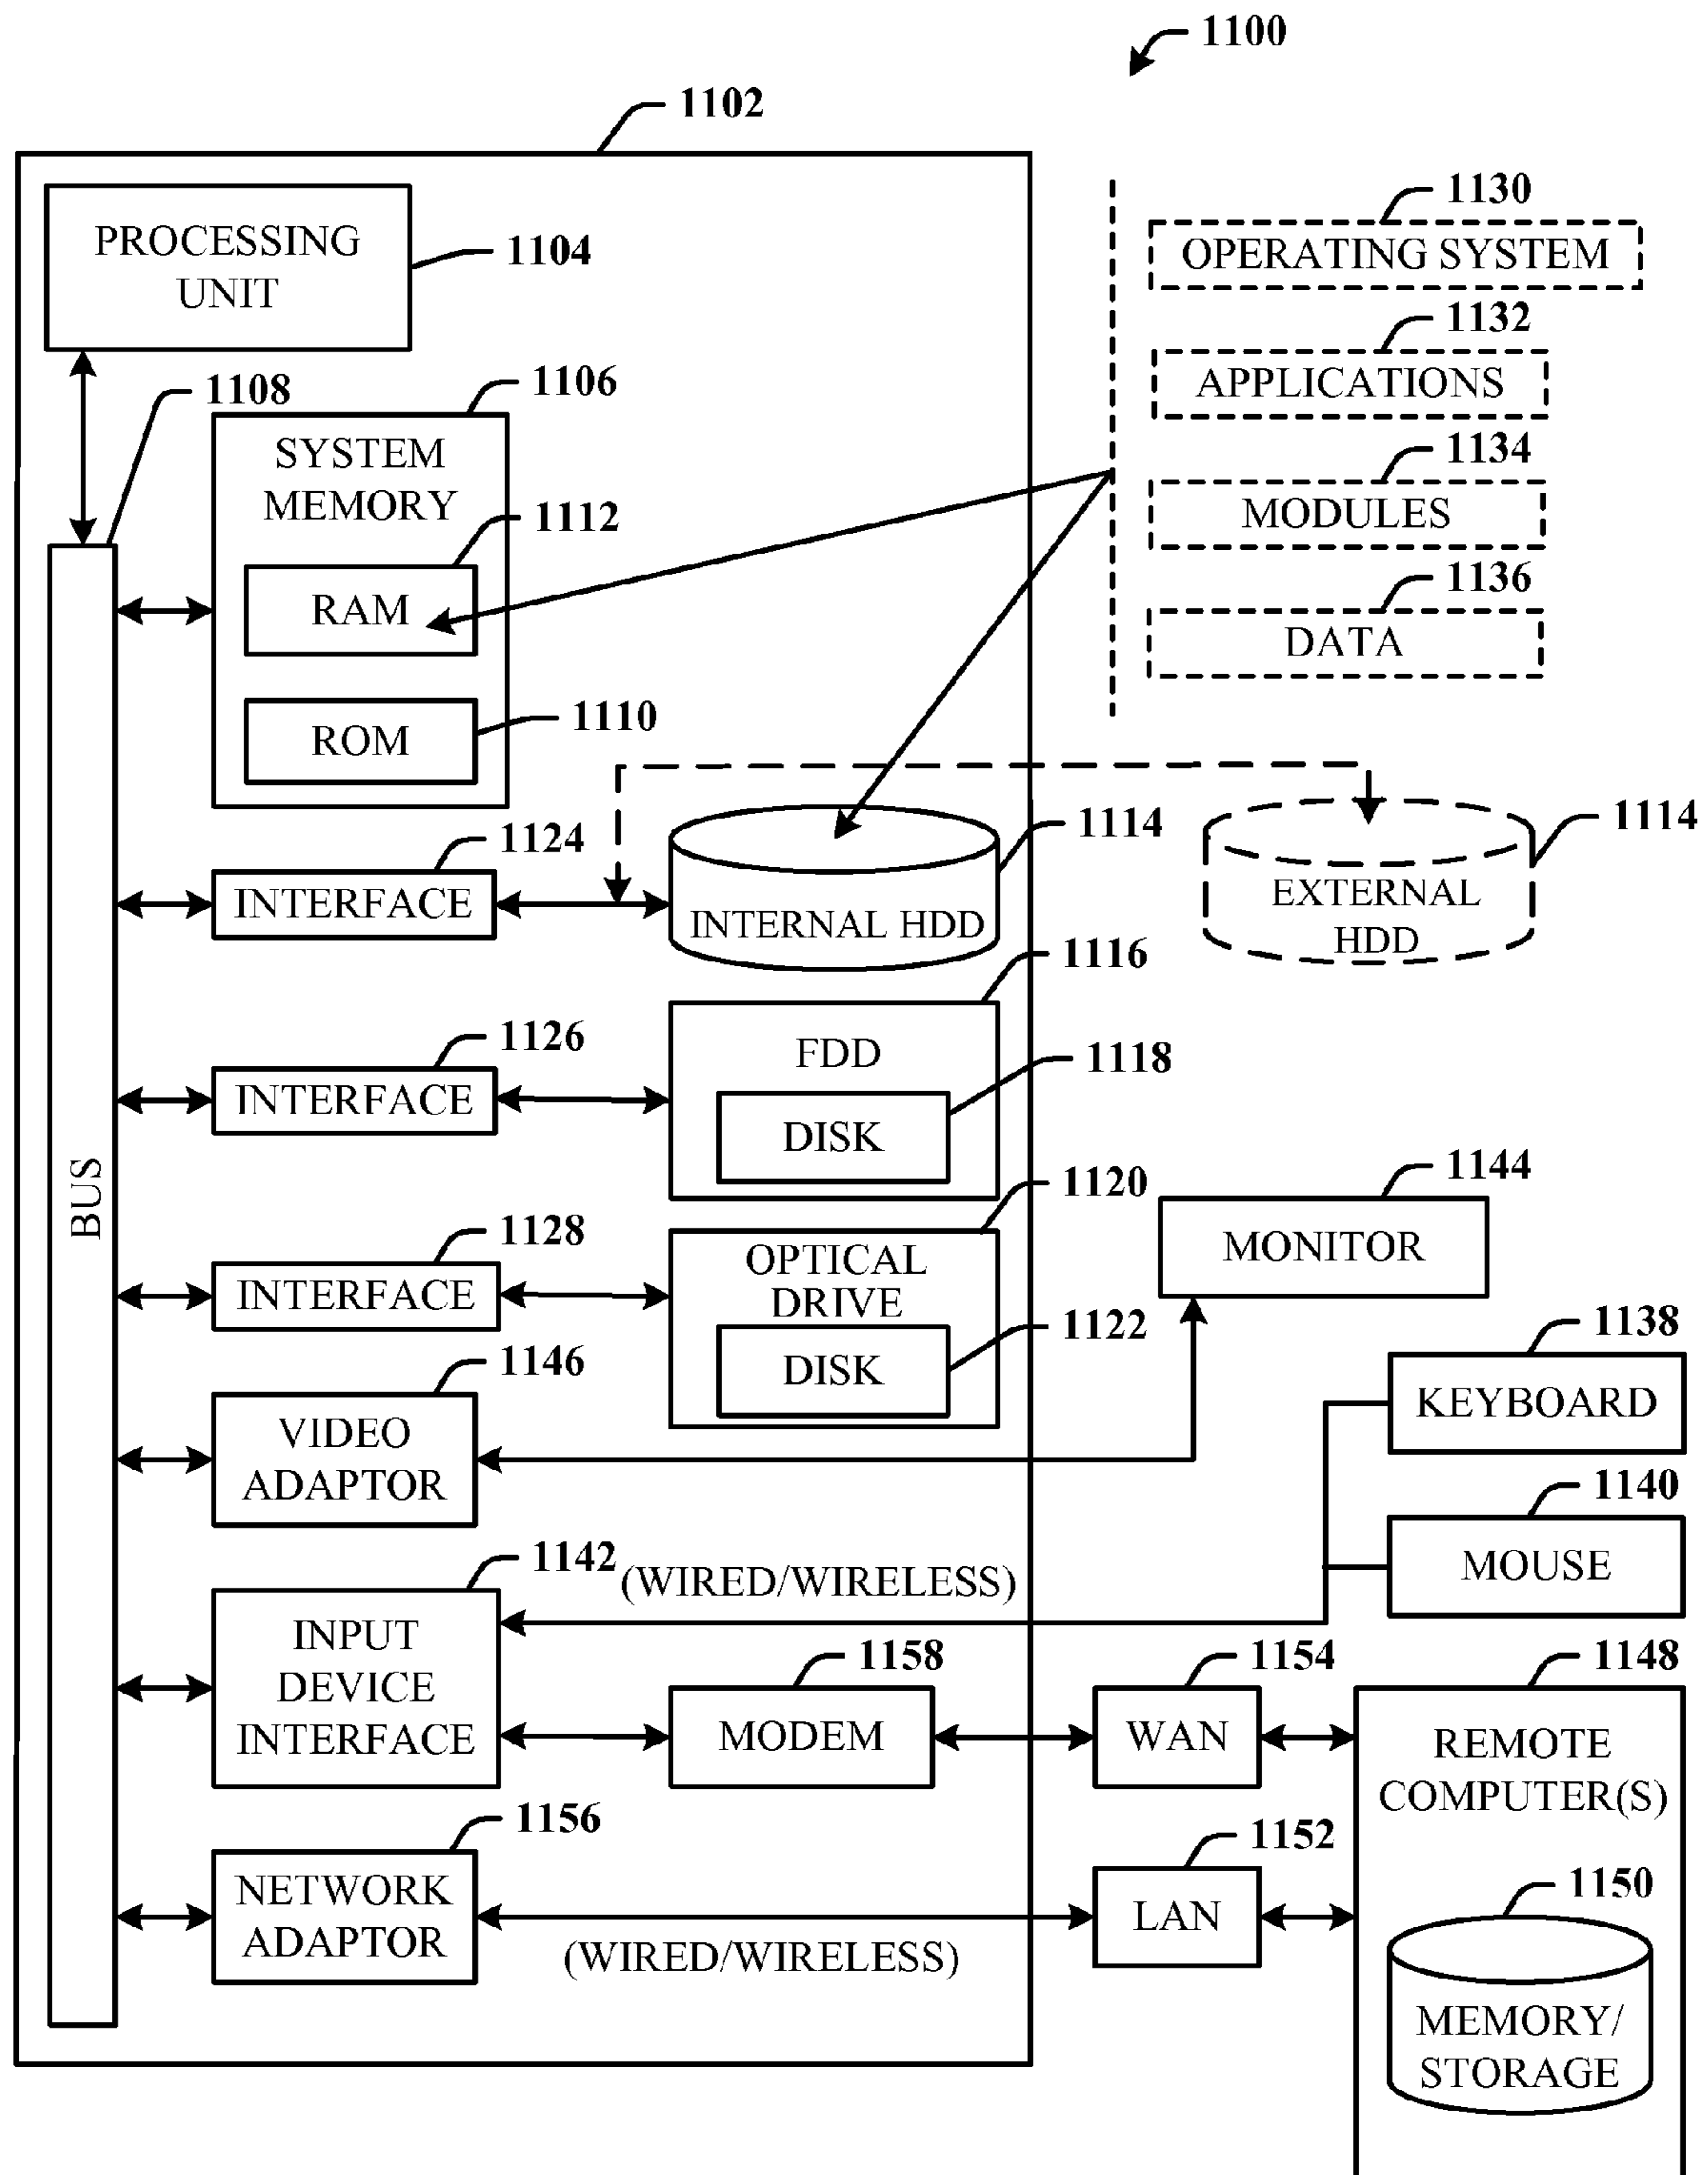 1100
1102
PROCESSING
UNIT
1104
1130
OPERATING SYSTEM
1132
APPLICATIONS
1134
MODULES
1136
DATA
1108
1106
SYSTEM
MEMORY
1112
RAM
1110
ROM
1124
INTERFACE
1114
INTERNAL HDD
1114
EXTERNAL
HDD
1116
FDD
1126
INTERFACE
1118
DISK
BUS
1120
OPTICAL
DRIVE
1128
INTERFACE
1122
DISK
1144
MONITOR
1146
VIDEO
ADAPTOR
1138
KEYBOARD
1140
MOUSE
1142
(WIRED/WIRELESS)
INPUT
DEVICE
INTERFACE
1158
MODEM
1154
WAN
1148
REMOTE
COMPUTER(S)
1156
NETWORK
ADAPTOR
(WIRED/WIRELESS)
1152
LAN
1150
MEMORY/
STORAGE